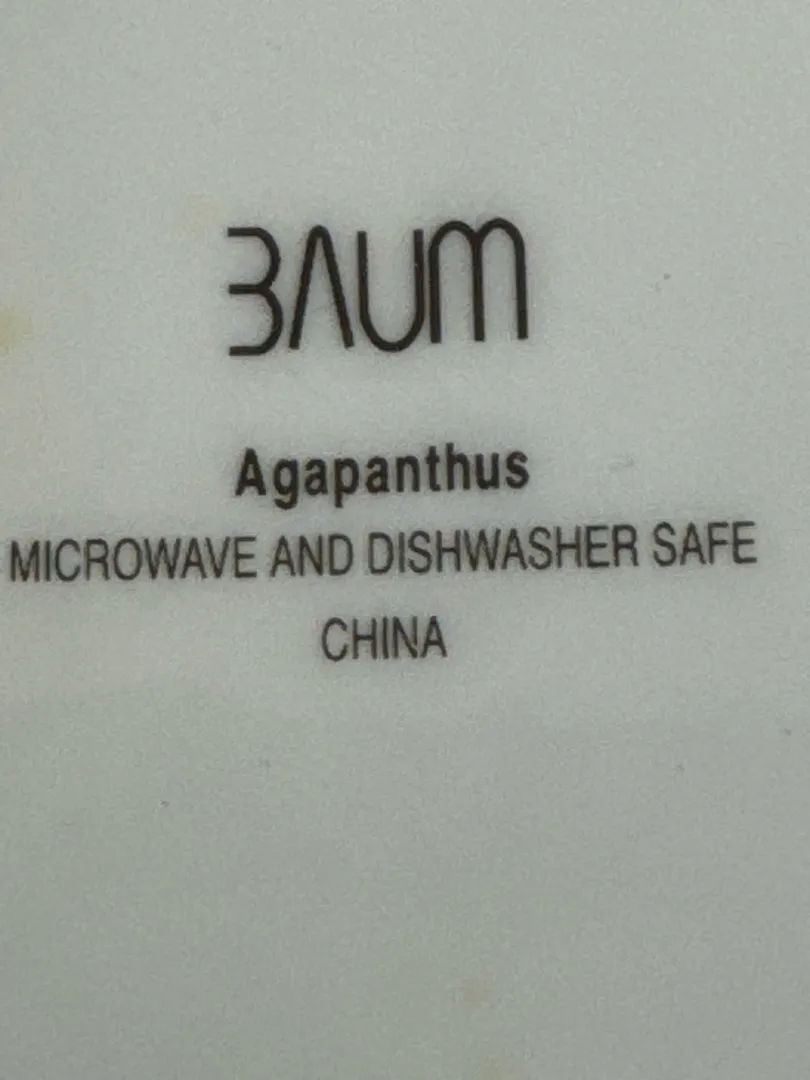 BAUM
Agapanthus
MICROWAVE AND DISHWASHER SAFE
CHINA